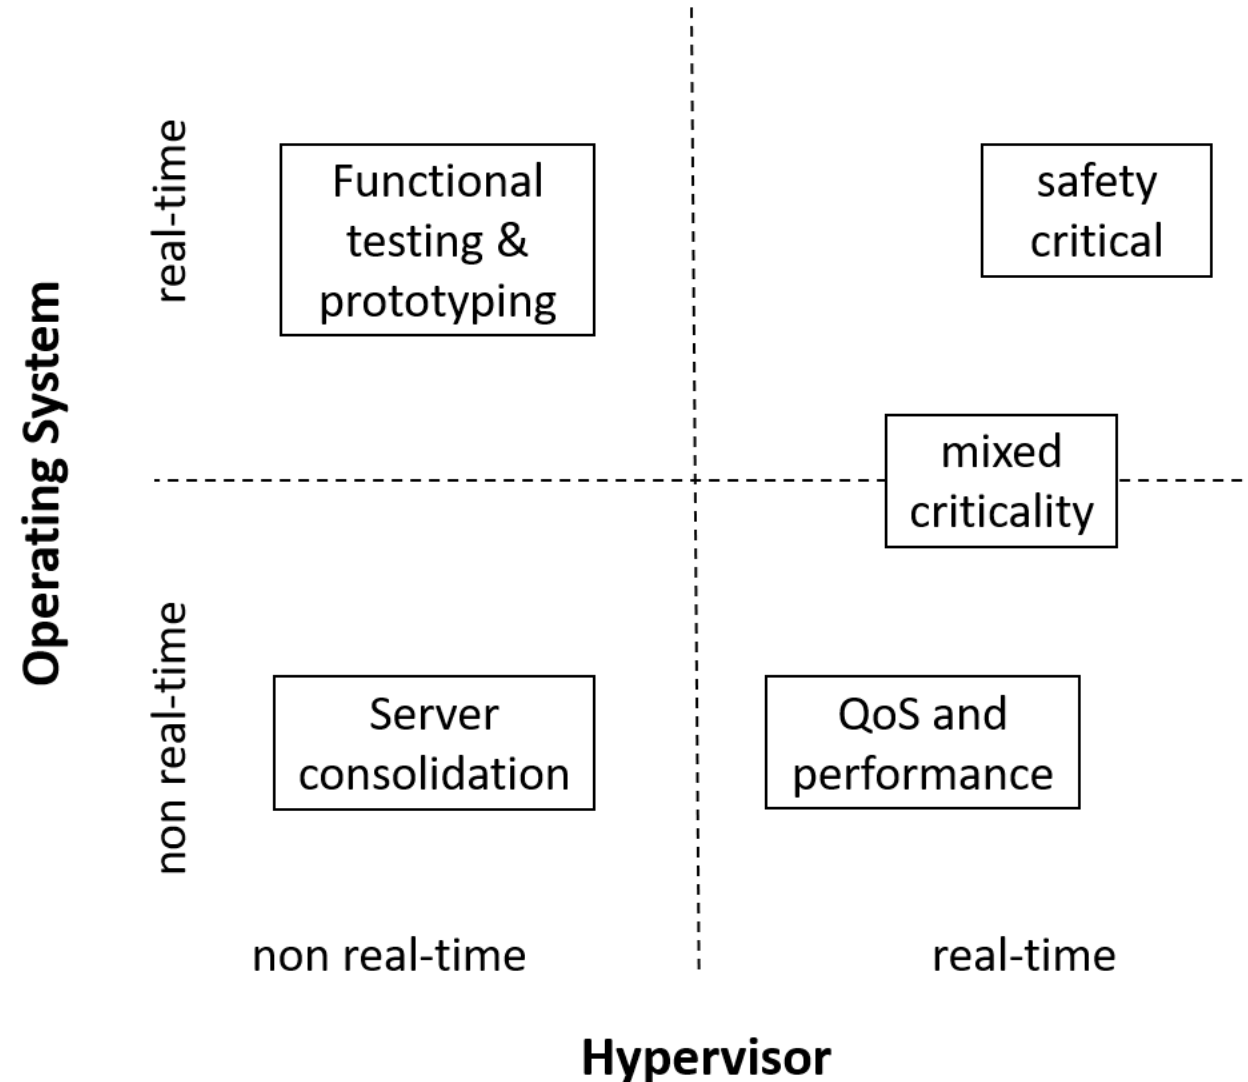 Operating System
real-time
non real-time
Functional
testing &
prototyping
safety
critical
mixed
criticality
Server
consolidation
QoS and
performance
non real-time
real-time
Hypervisor